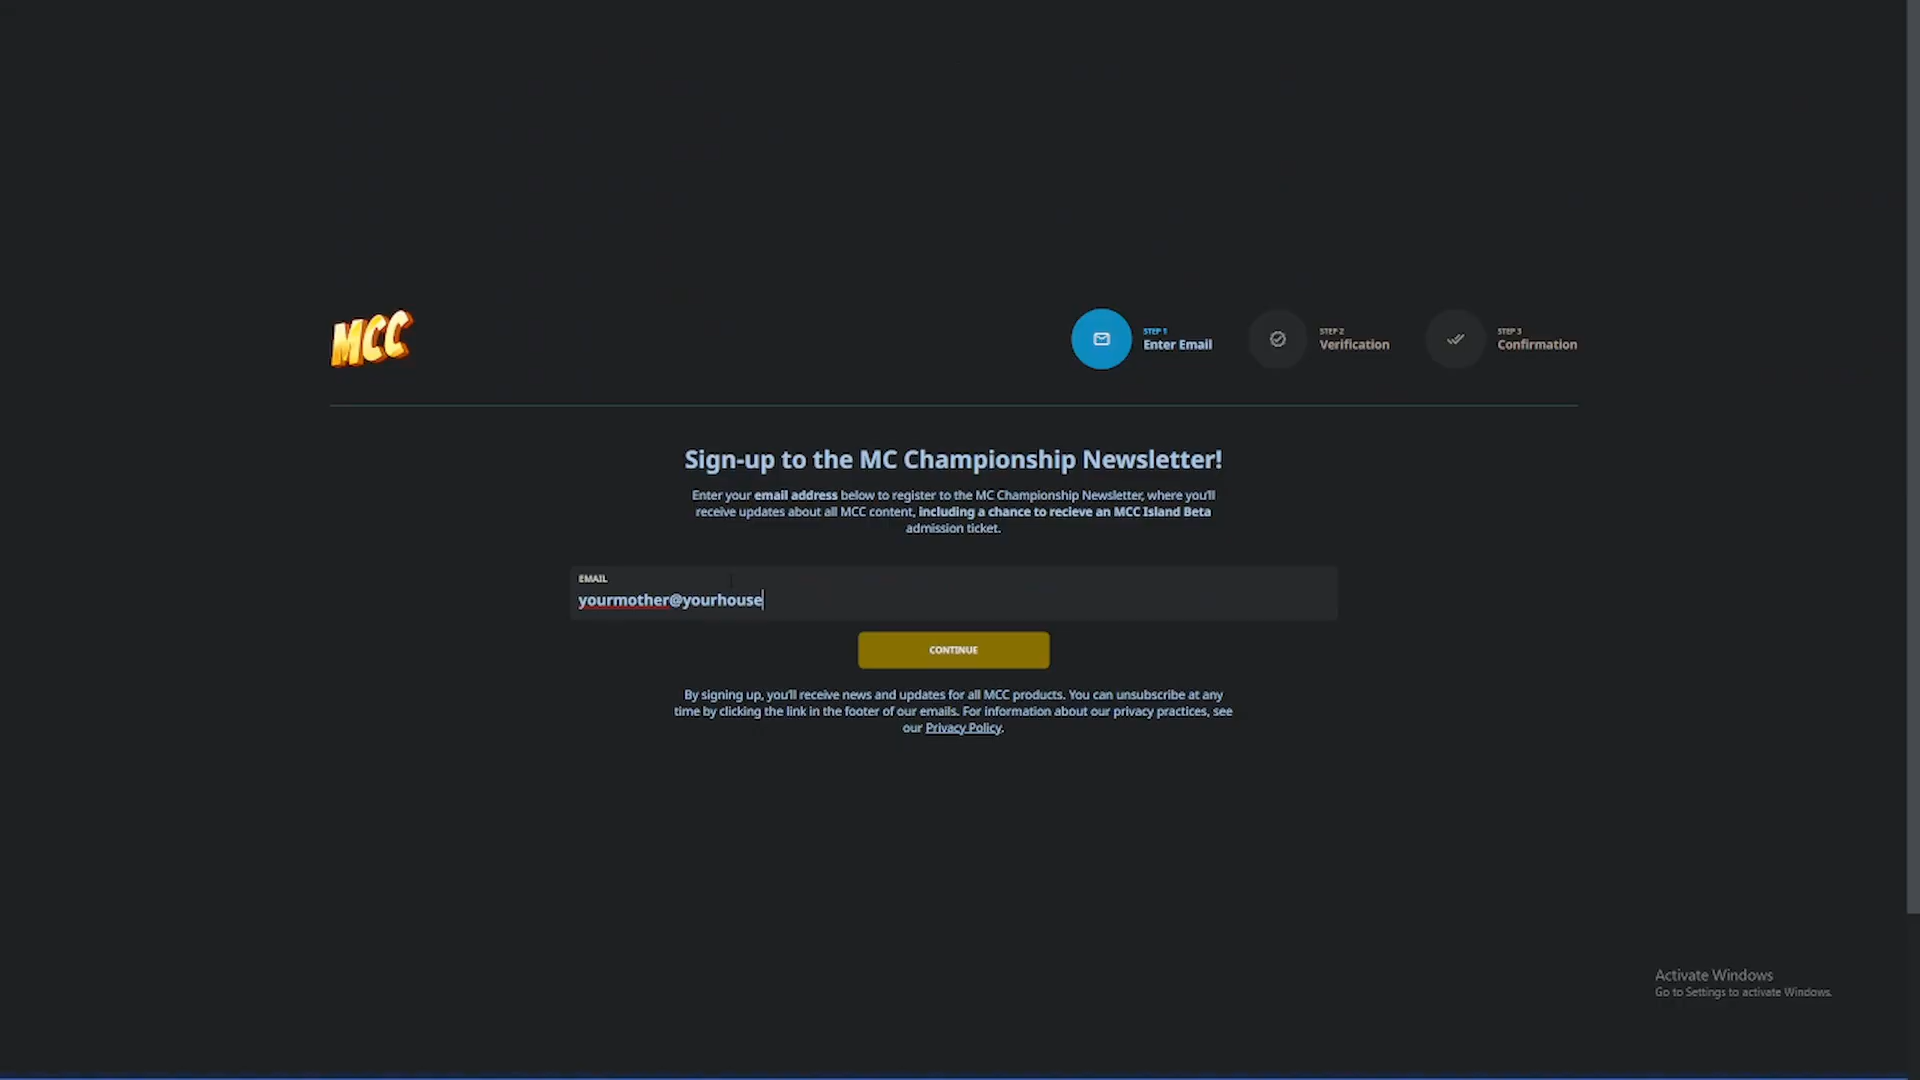 MCC
STEP 1
Enter Email
STEP 2
Verification
STEP 3
Confirmation
Sign-up to the MC Championship Newsletter!
Enter your email address below to register to the MC Championship Newsletter, where you'll
receive updates about all MCC content, including a chance to recieve an MCC Island Beta
admission ticket.
EMAIL
yourmother@yourhouse
CONTINUE
By signing up, you'll receive news and updates for all MCC products. You can unsubscribe at any
time by clicking the link in the footer of our emails. For information about our privacy practices, see
our Privacy Policy.
Activate Windows
Go to Settings to activate Windows.